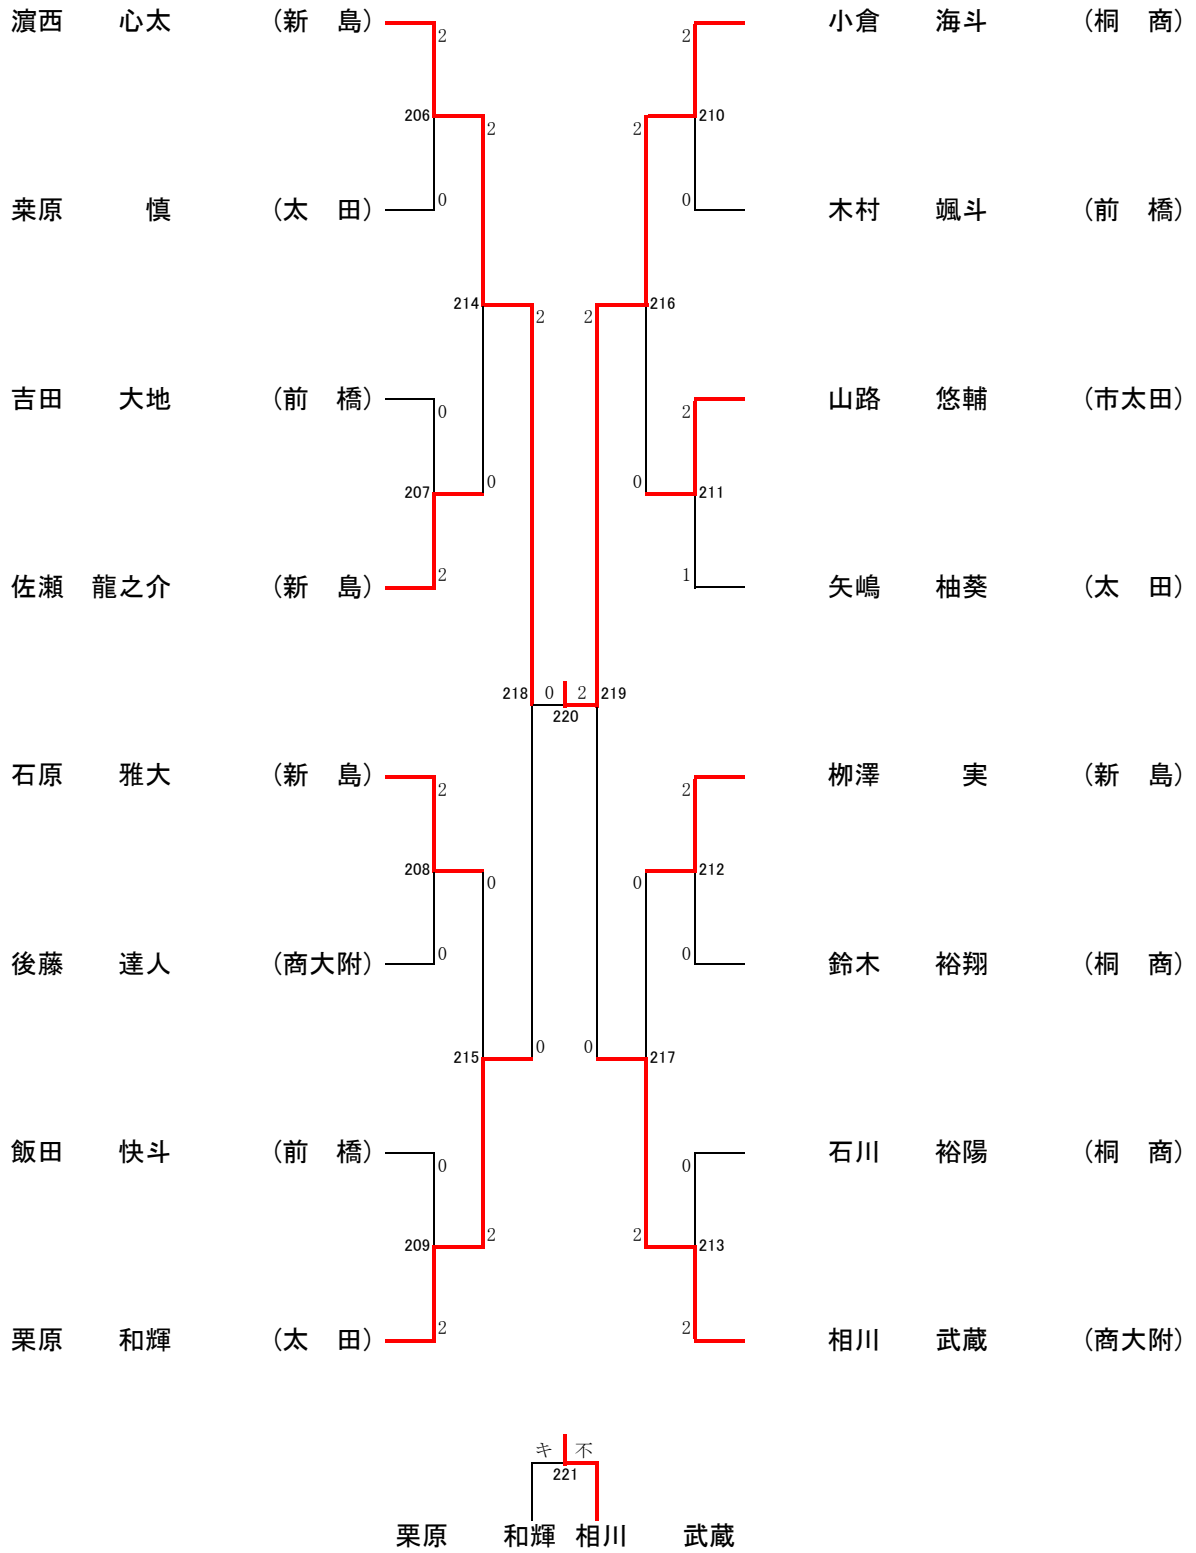 濵西 心太 （新 島） 2 2 小倉 海斗 （桐 商）
206 2 2 210
桒原 慎 （太 田） 0 0 木村 颯斗 （前 橋）
214 2 2 216
吉田 大地 （前 橋） 0 2 山路 悠輔 （市太田）
207 0 0 211
佐瀬 龍之介 （新 島） 2 1 矢嶋 柚葵 （太 田）
218 0 2 219
220
石原 雅大 （新 島） 2 2 栁澤 実 （新 島）
208 0 0 212
後藤 達人 （商大附） 0 0 鈴木 裕翔 （桐 商）
215 0 0 217
飯田 快斗 （前 橋） 0 0 石川 裕陽 （桐 商）
209 2 2 213
栗原 和輝 （太 田） 2 2 相川 武蔵 （商大附）
キ 不
221
栗原 和輝 相川 武蔵